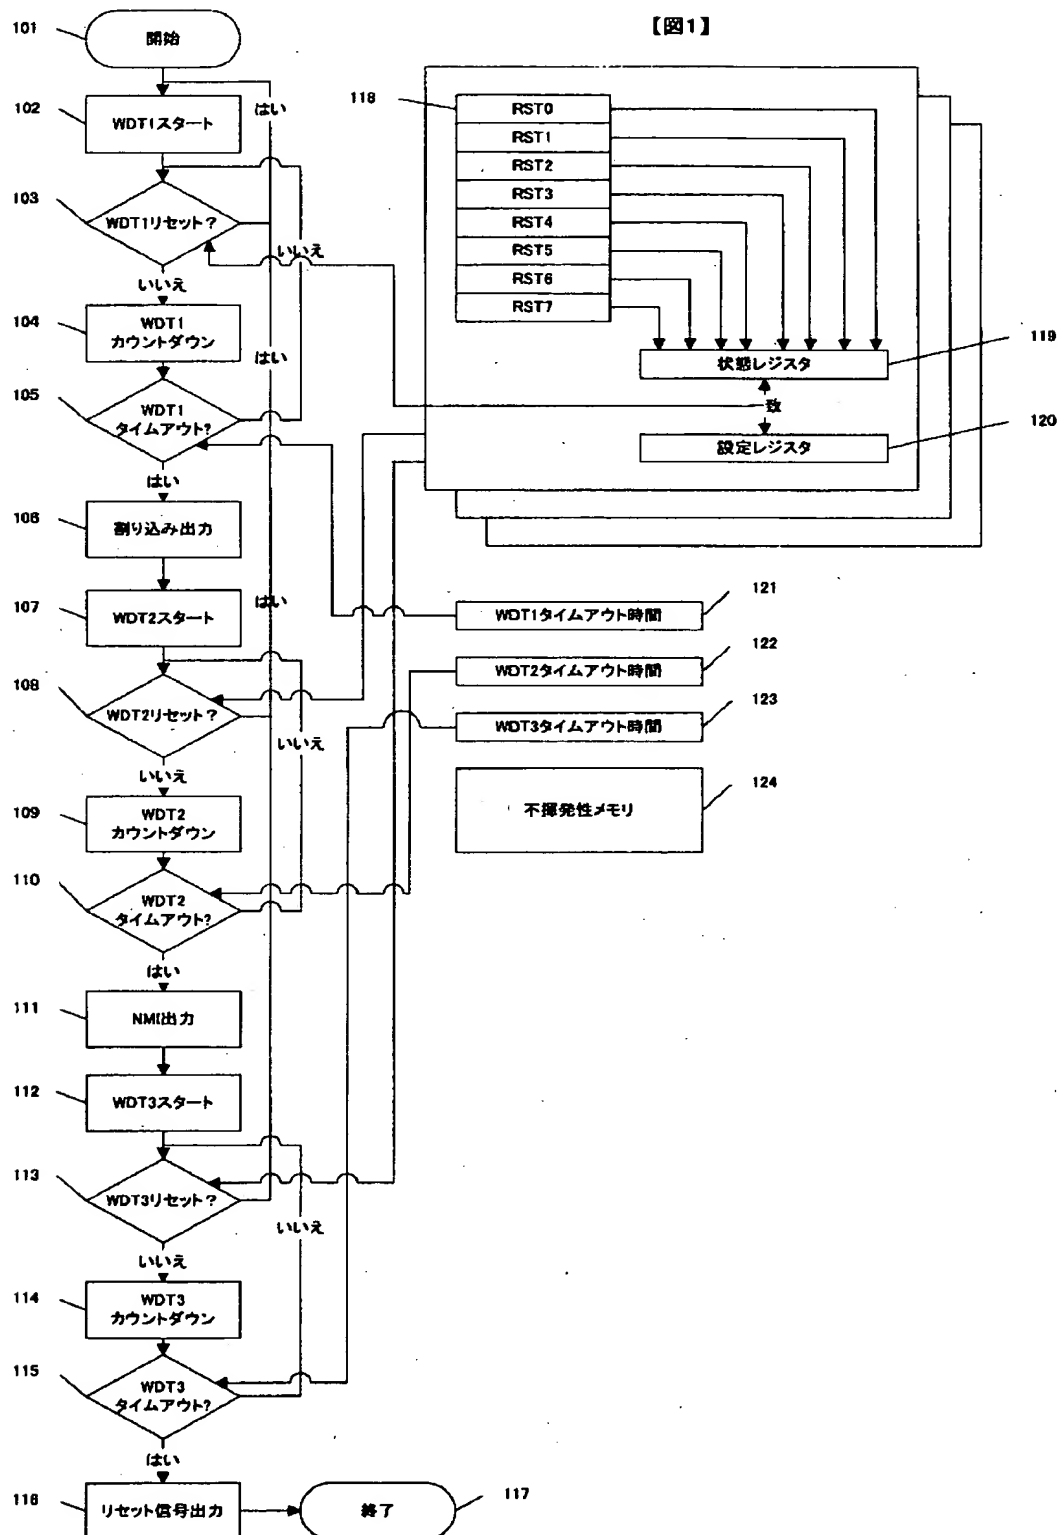 【図1】
101
開始
102
WDT1スタート
はい
103
WDT1リセット？
いいえ
いいえ
104
WDT1
カウントダウン
はい
105
WDT1
タイムアウト?
はい
106
割り込み出力
107
WDT2スタート
はい
108
WDT2リセット？
いいえ
いいえ
109
WDT2
カウントダウン
110
WDT2
タイムアウト?
はい
111
NMI出力
112
WDT3スタート
113
WDT3リセット？
いいえ
いいえ
114
WDT3
カウントダウン
115
WDT3
タイムアウト?
はい
116
リセット信号出力
終了
117
118
RST0
RST1
RST2
RST3
RST4
RST5
RST6
RST7
状態レジスタ
119
致
設定レジスタ
120
WDT1タイムアウト時間
121
WDT2タイムアウト時間
122
WDT3タイムアウト時間
123
不揮発性メモリ
124